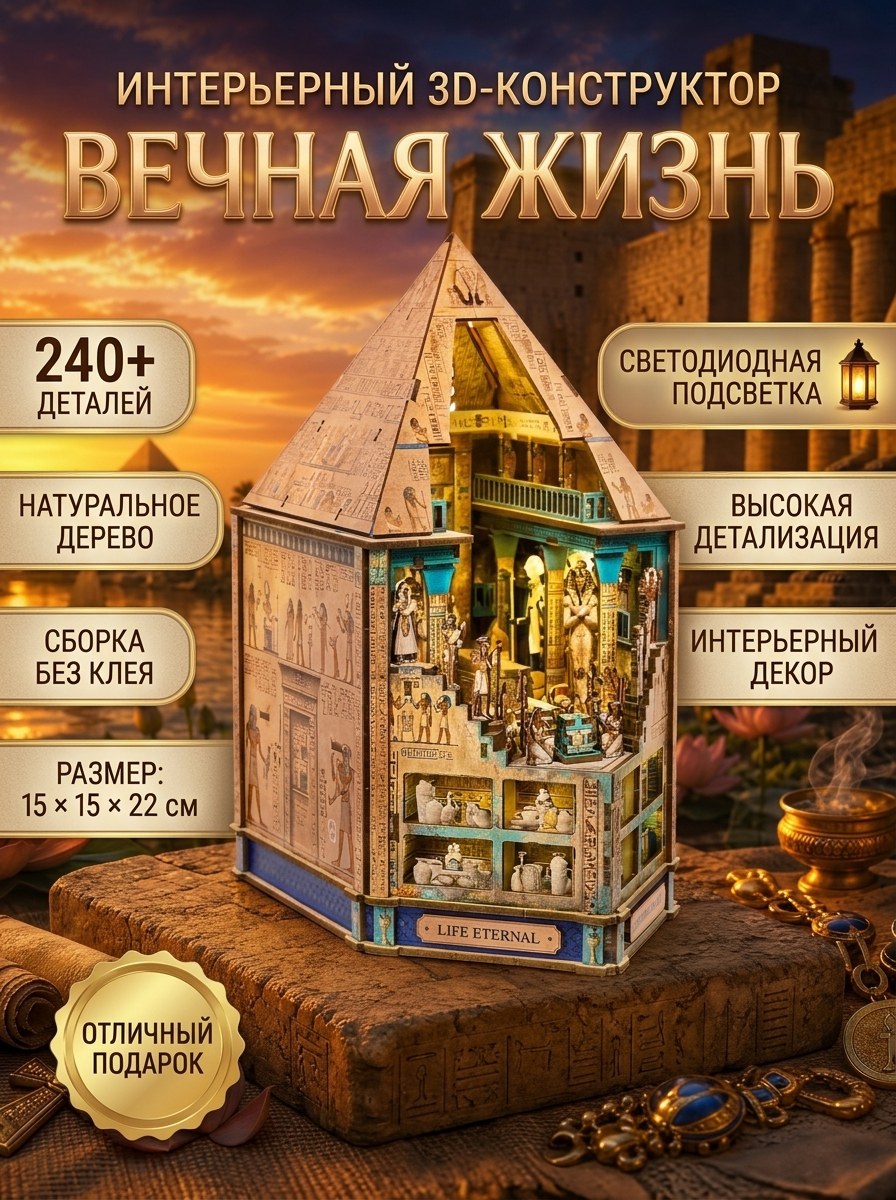 ИНТЕРЬЕРНЫЙ 3D-КОНСТРУКТОР
ВЕЧНАЯ ЖИЗНЬ
240+
ДЕТАЛЕЙ
СВЕТОДИОДНАЯ
ПОДСВЕТКА
НАТУРАЛЬНОЕ
ДЕРЕВО
ВЫСОКАЯ
ДЕТАЛИЗАЦИЯ
СБОРКА
БЕЗ КЛЕЯ
ИНТЕРЬЕРНЫЙ
ДЕКОР
РАЗМЕР:
15 × 15 × 22 см
LIFE ETERNAL
ОТЛИЧНЫЙ
ПОДАРОК